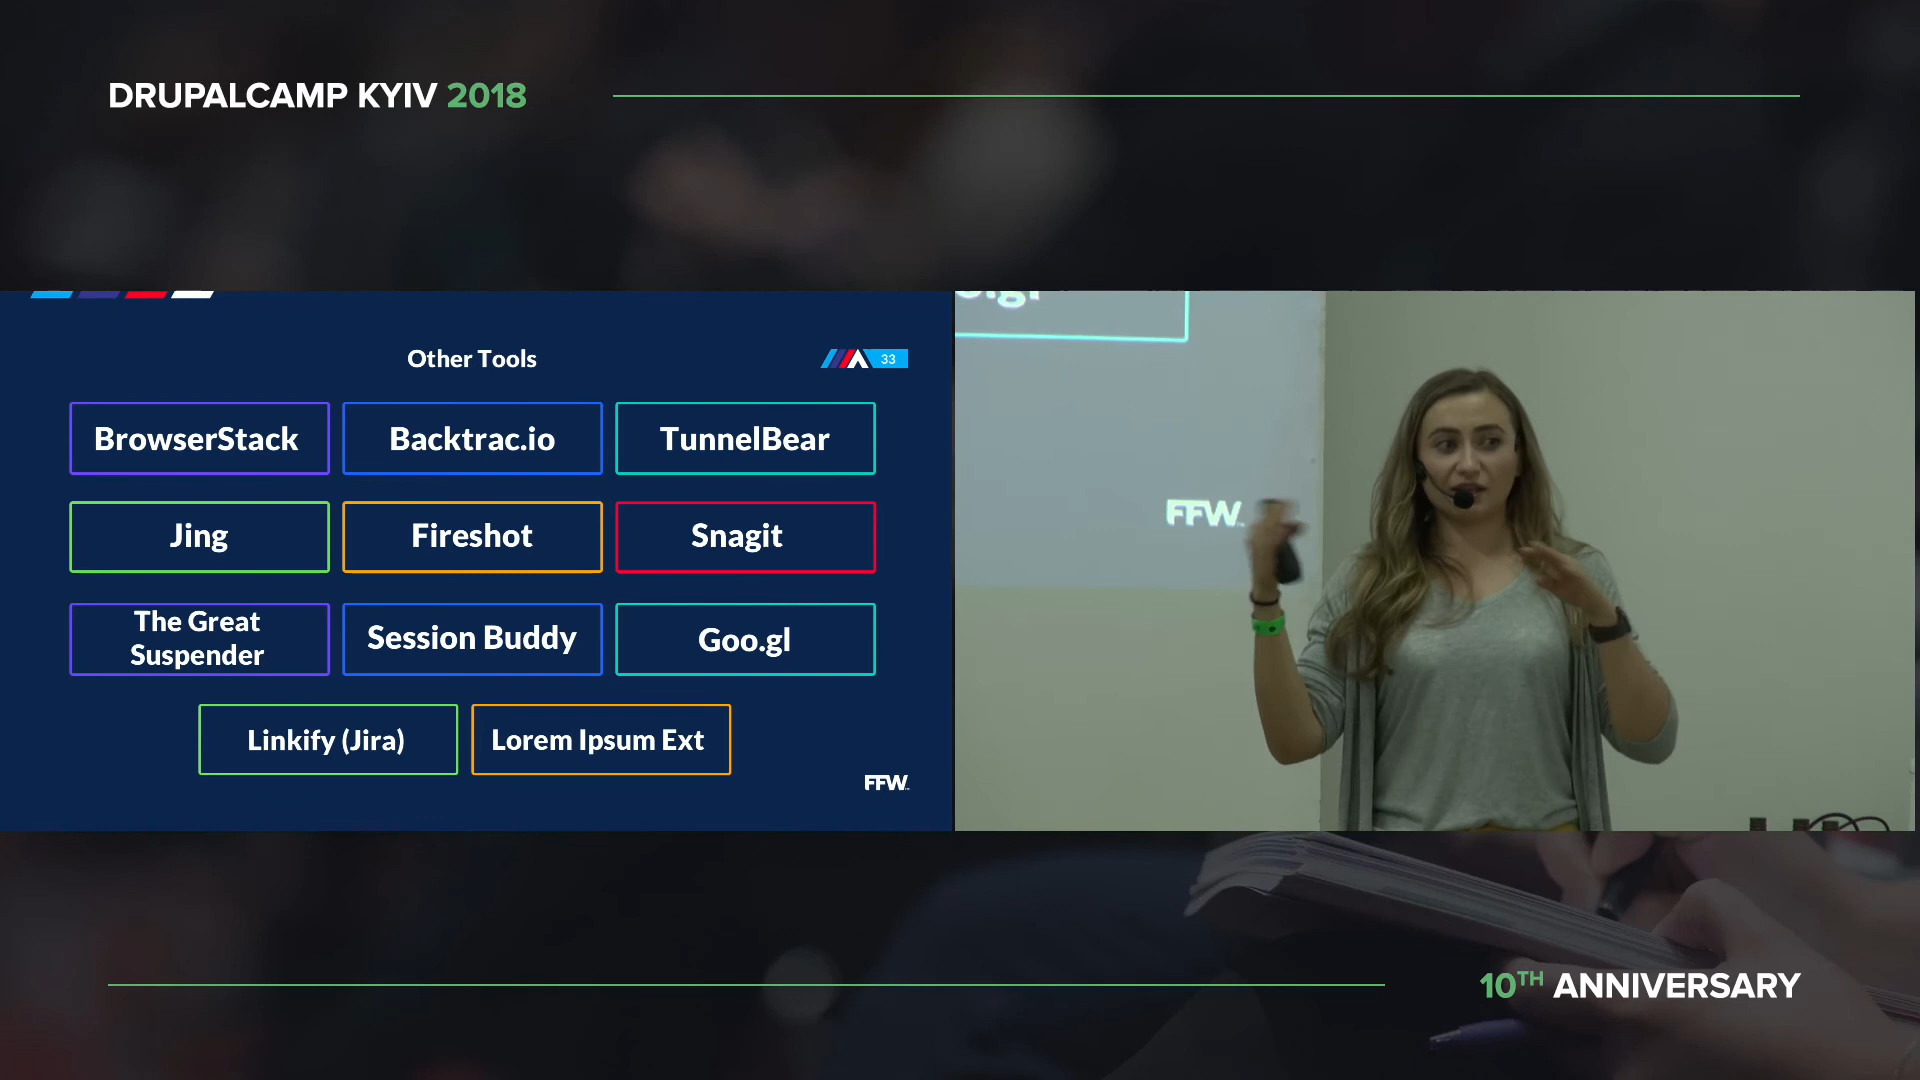 DRUPALCAMP KYIV 2018
Other Tools
33
BrowserStack
Backtrac.io
TunnelBear
Jing
Fireshot
Snagit
The Great
Suspender
Session Buddy
Goo.gl
Linkify (Jira)
Lorem Ipsum Ext
FFW
FFW
10TH ANNIVERSARY